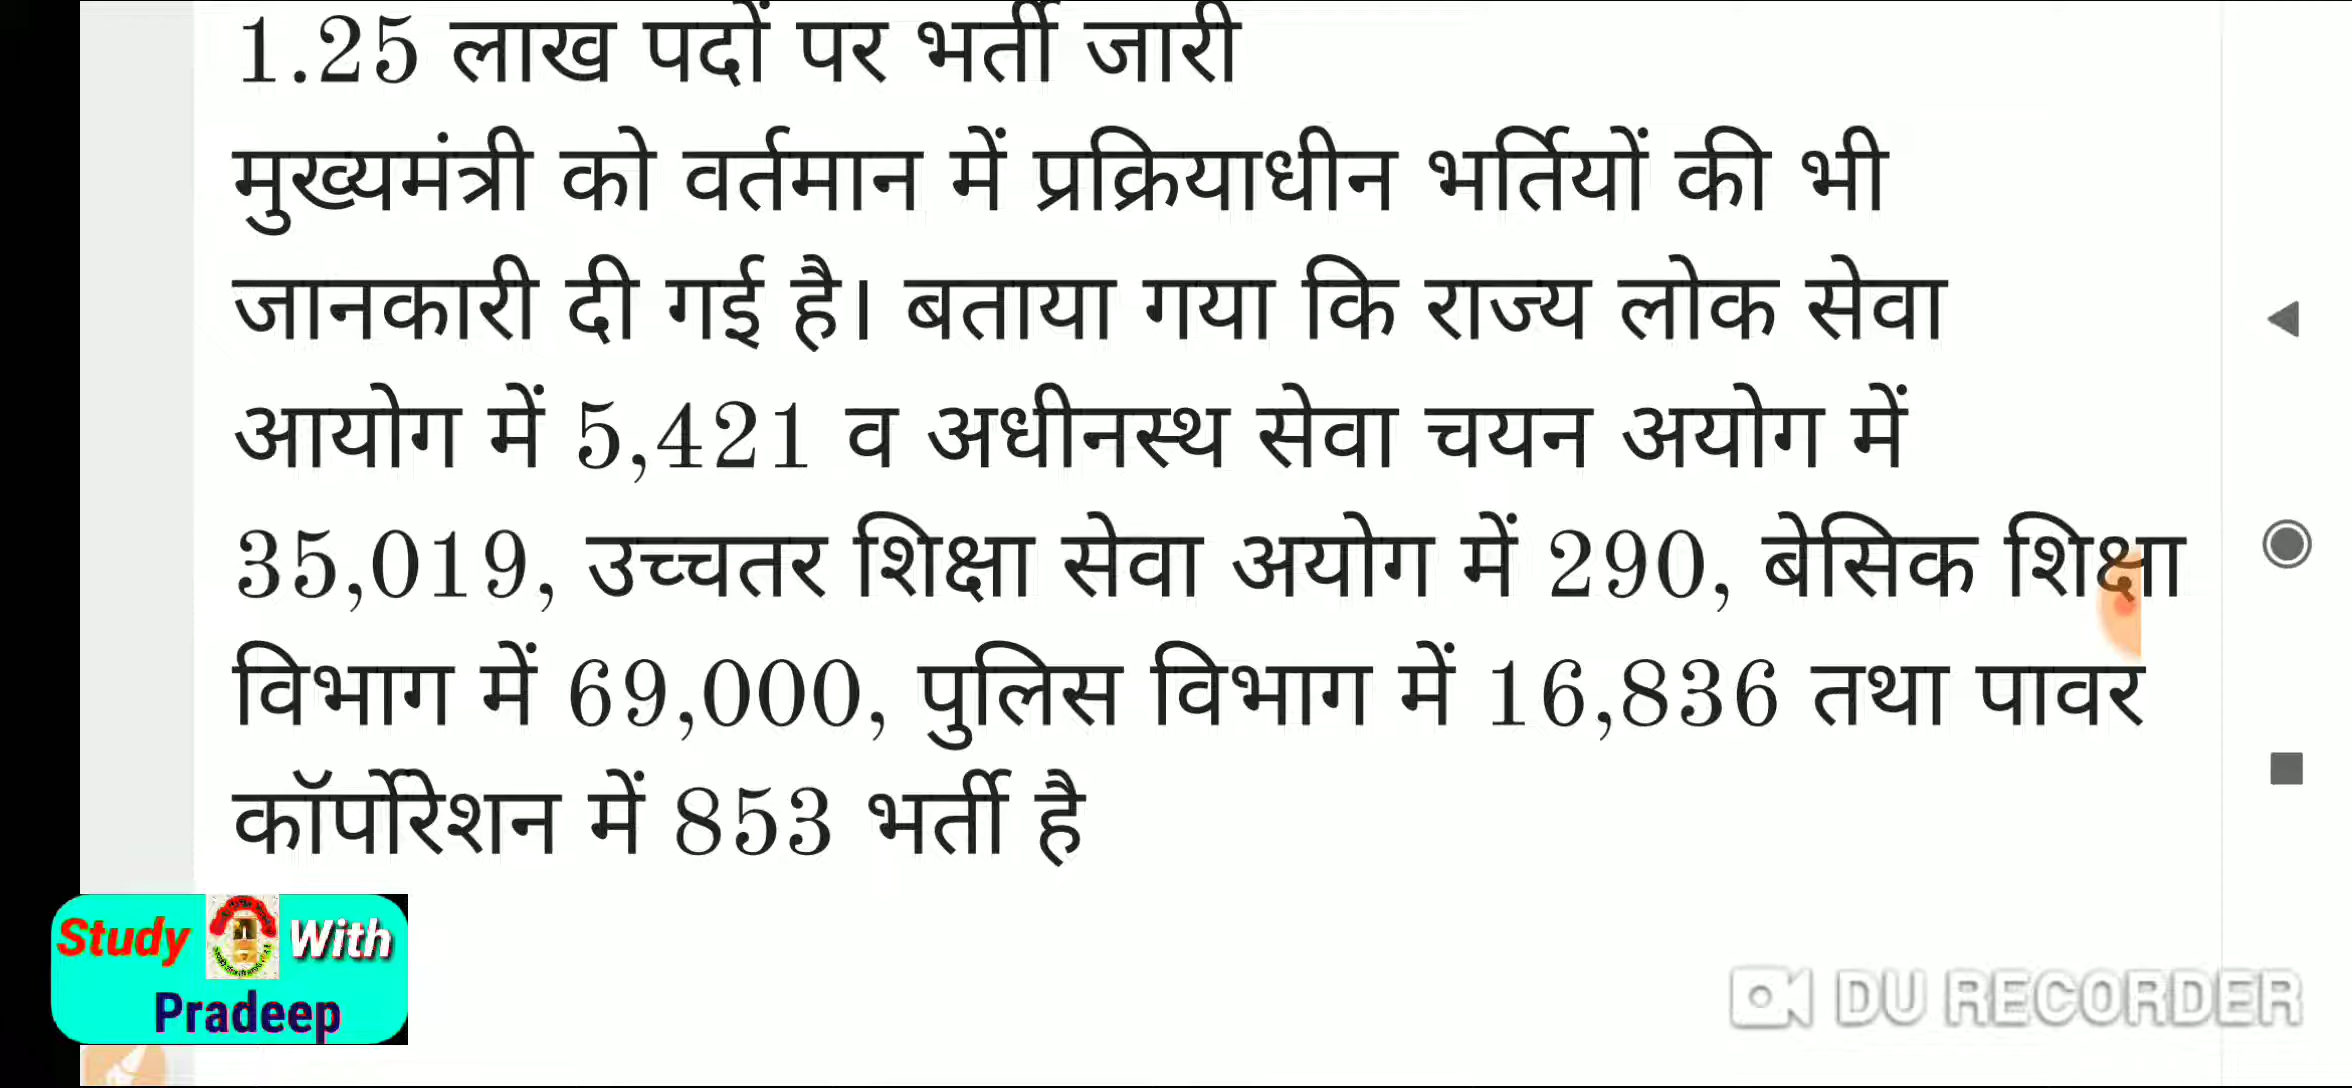 1.25 लाख पदों पर भर्ती जारी
मुख्यमंत्री को वर्तमान में प्रक्रियाधीन भर्तियों की भी
जानकारी दी गई है। बताया गया कि राज्य लोक सेवा
आयोग में 5,421 व अधीनस्थ सेवा चयन अयोग में
35,019, उच्चतर शिक्षा सेवा अयोग में 290, बेसिक शिक्षा
विभाग में 69,000, पुलिस विभाग में 16,836 तथा पावर
कॉर्पोरेशन में 853 भर्ती है
Study With
Pradeep
DU RECORDER